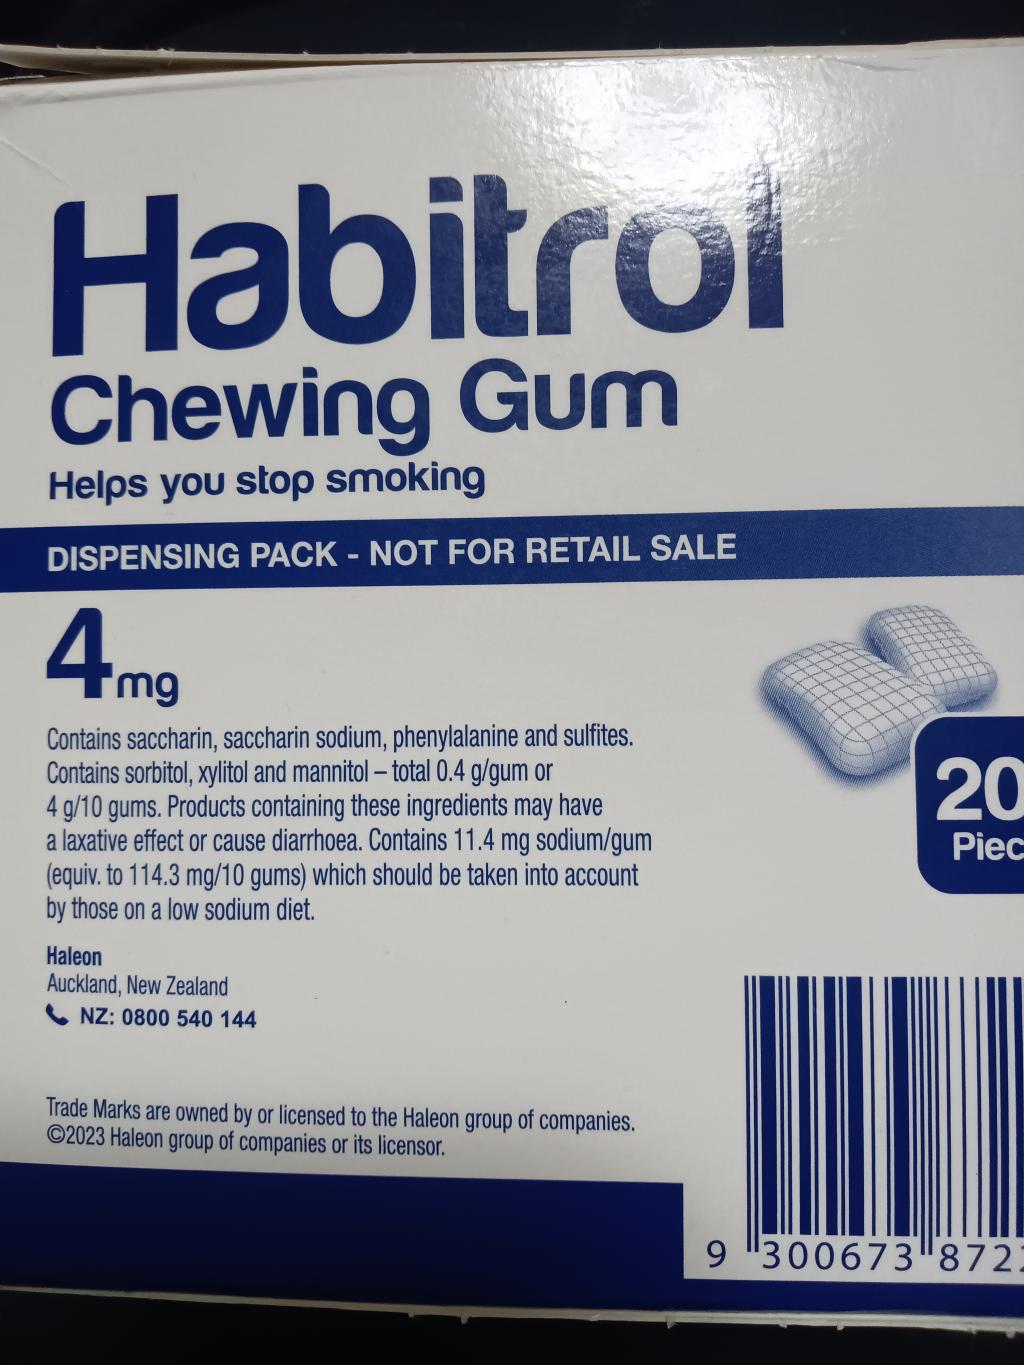 Habitrol
Chewing Gum
Helps you stop smoking
DISPENSING PACK - NOT FOR RETAIL SALE
4 mg
Contains saccharin, saccharin sodium, phenylalanine and sulfites.
Contains sorbitol, xylitol and mannitol – total 0.4 g/gum or
4 g/10 gums. Products containing these ingredients may have
a laxative effect or cause diarrhoea. Contains 11.4 mg sodium/gum
(equiv. to 114.3 mg/10 gums) which should be taken into account
by those on a low sodium diet.
Haleon
Auckland, New Zealand
NZ: 0800 540 144
Trade Marks are owned by or licensed to the Haleon group of companies.
©2023 Haleon group of companies or its licensor.
9 300673